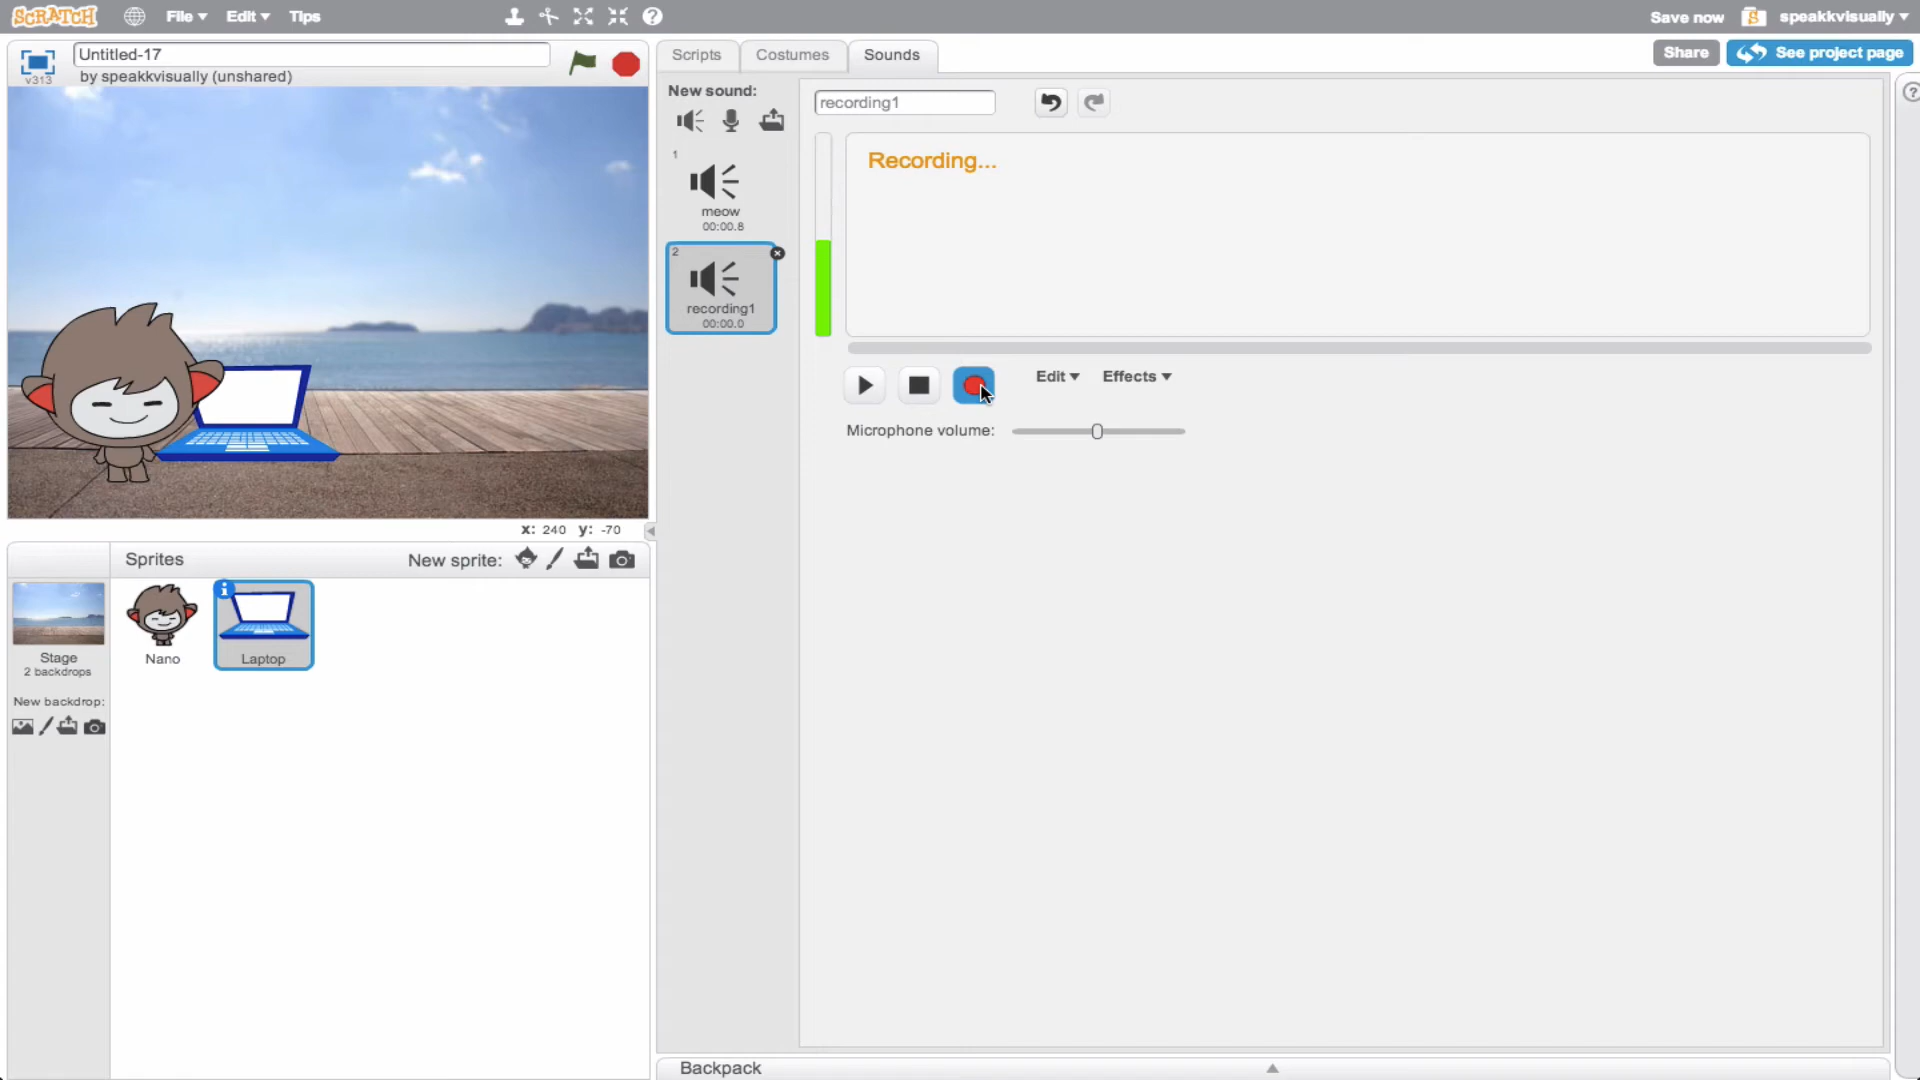 SCRATCH
File
Edit
Tips
Save now
speakkvisually
v313
Untitled-17
by speakkvisually (unshared)
Scripts
Costumes
Sounds
Share
See project page
New sound:
recording1
1
meow
00:00.8
2
recording1
00:00.0
Recording...
Edit
Effects
Microphone volume:
x: 240 y: -70
Sprites
New sprite:
Stage
2 backdrops
New backdrop:
Nano
Laptop
Backpack